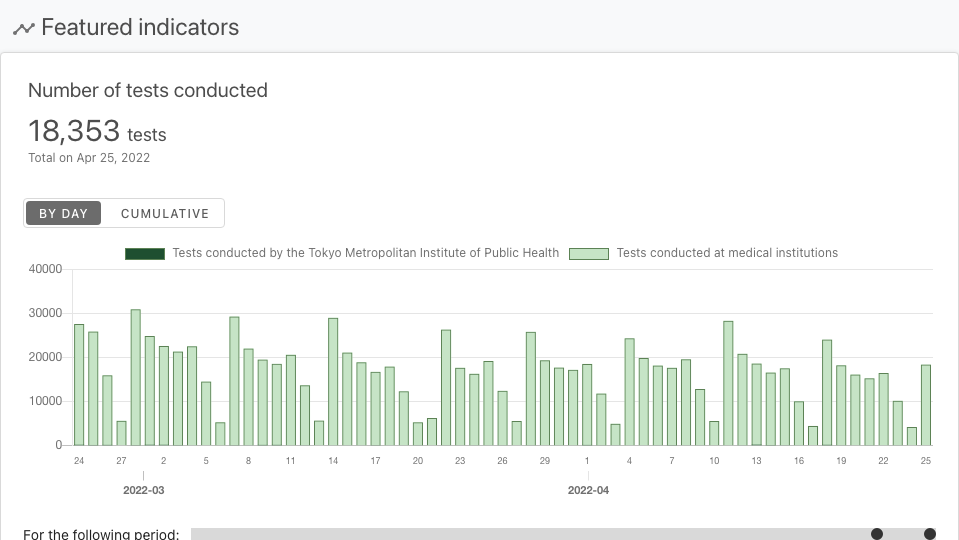 Featured indicators
Number of tests conducted
18,353 tests
Total on Apr 25, 2022
BY DAY CUMULATIVE
Tests conducted by the Tokyo Metropolitan Institute of Public Health Tests conducted at medical institutions
40000
30000
20000
10000
0
24 27 2 5 8 11 14 17 20 23 26 29 1 4 7 10 13 16 19 22 25
2022-03 2022-04
For the following period: